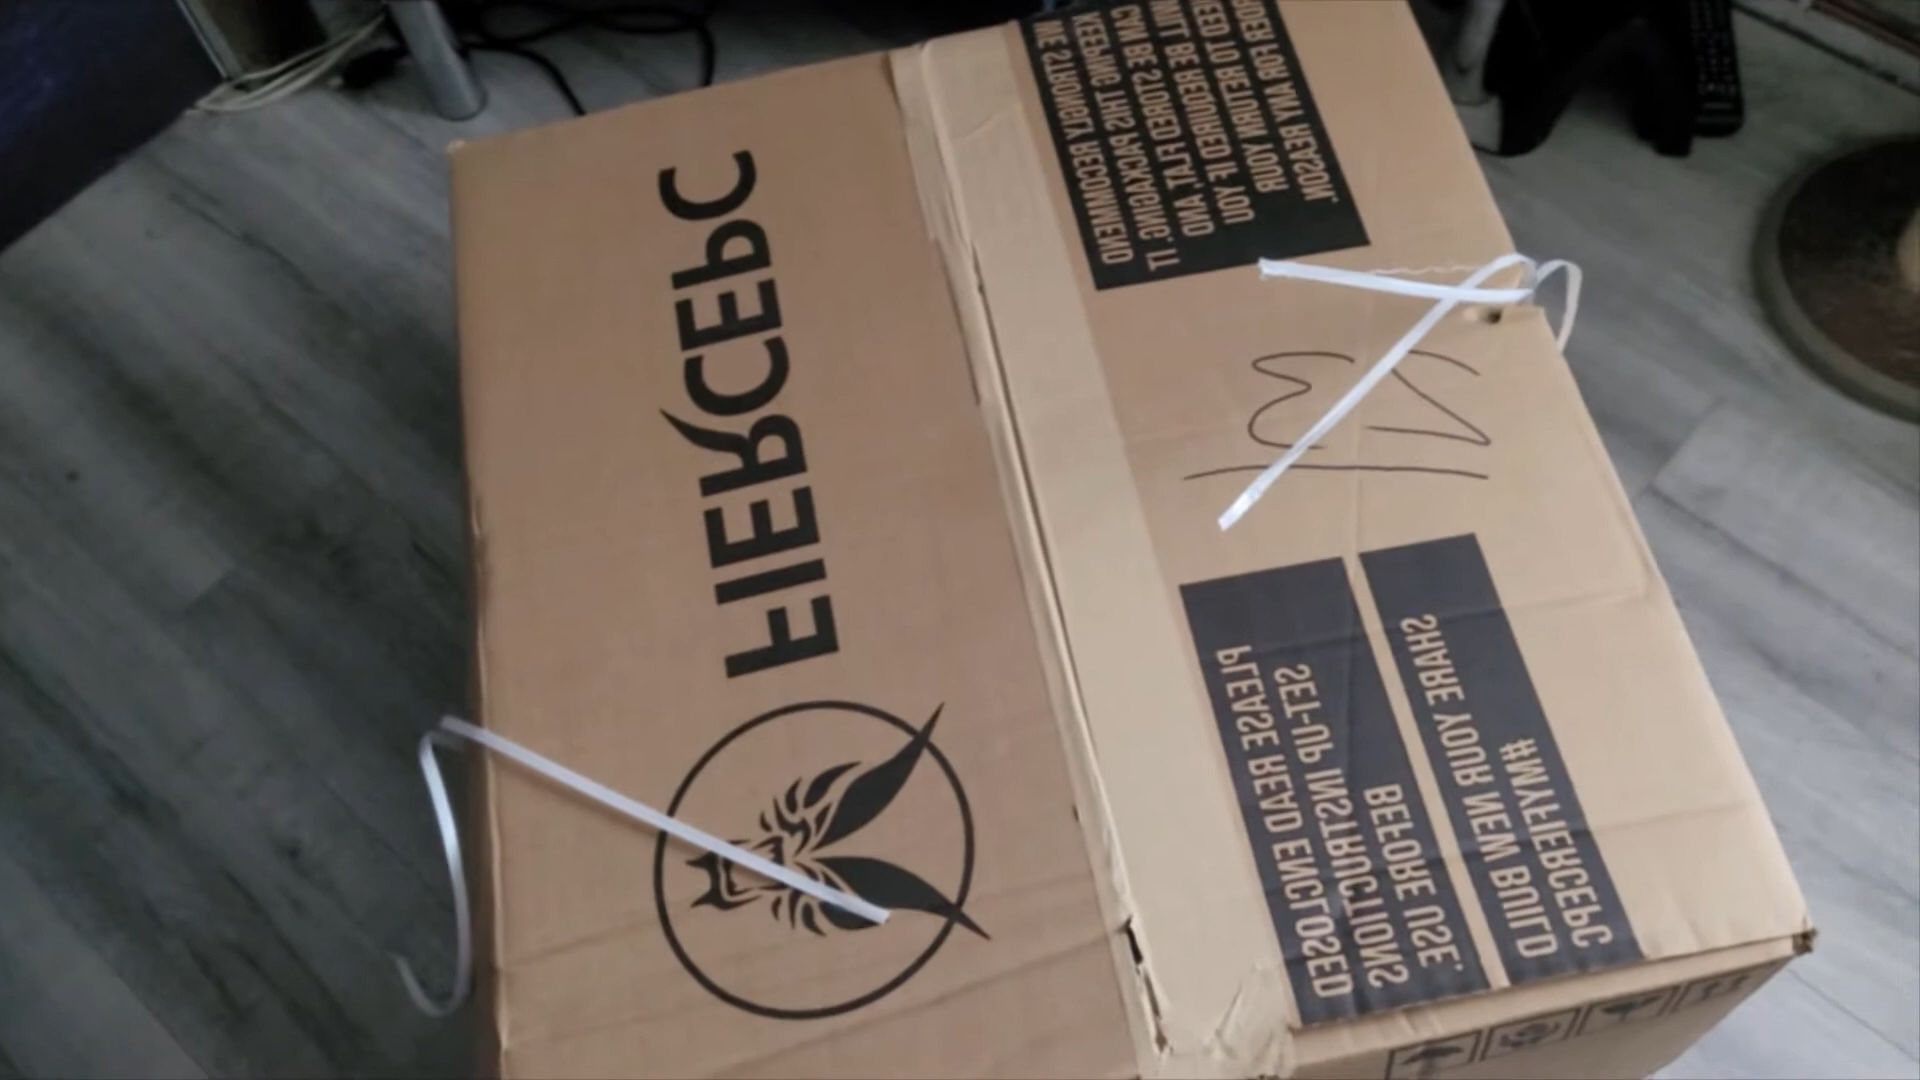 FIERCEPC
WE STRONGLY RECOMMEND
KEEPING THIS PACKAGING. IT
CAN BE STORED FLAT, AND
WILL BE REQUIRED IF YOU
NEED TO RETURN YOUR
ORDER FOR ANY REASON.
PLEASE READ ENCLOSED
SET-UP INSTRUCTIONS
BEFORE USE.
SHARE YOUR NEW BUILD
#MYFIERCEPC